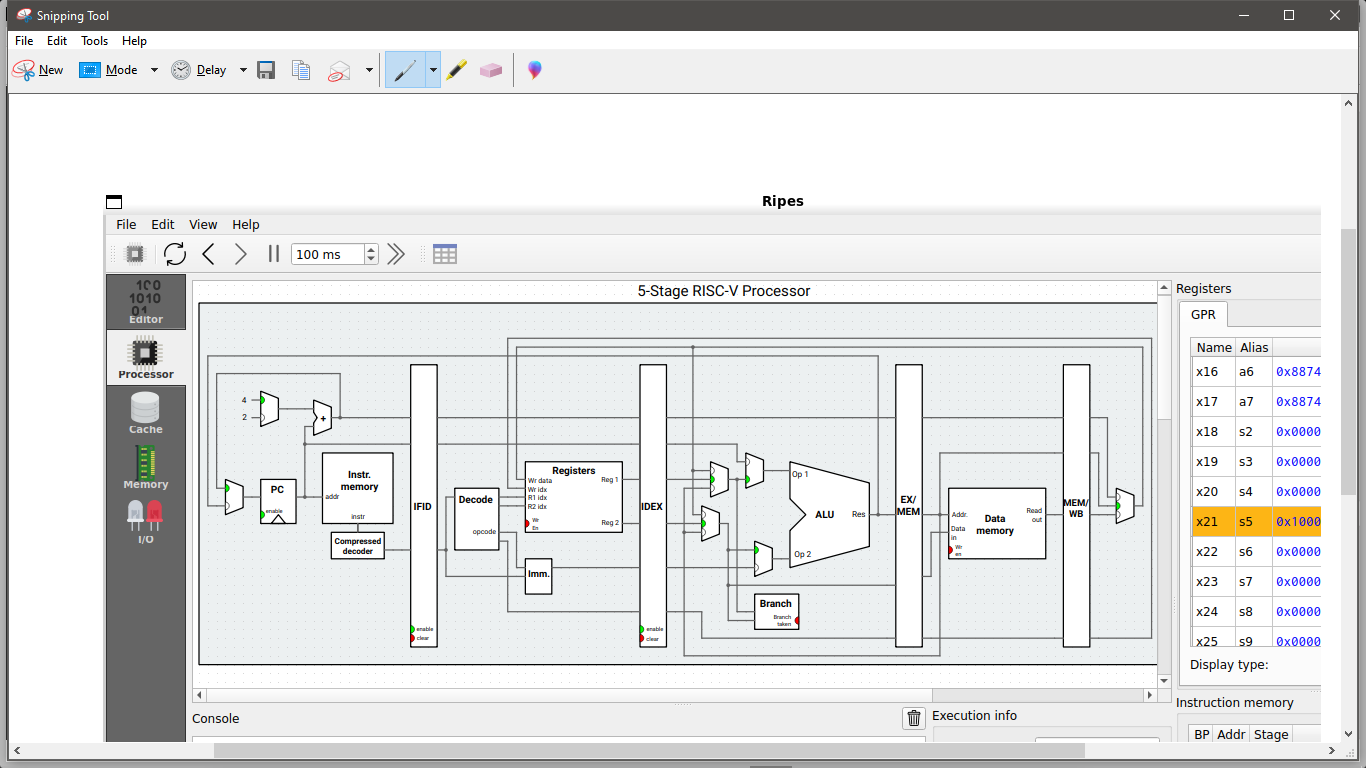 Snipping Tool
File Edit Tools Help
New Mode Delay
Ripes
File Edit View Help
100 ms
Editor
Processor
Cache
Memory
I/O
5-Stage RISC-V Processor
4
2
+
PC
enable
Instr.
memory
addr
instr
Compressed
decoder
IFID
enable
clear
Decode
opcode
Registers
Wr data
Wr idx
R1 idx
R2 idx
Wr
En
Reg 1
Reg 2
Imm.
IDEX
enable
clear
Op 1
ALU
Res
Op 2
Branch
Branch
taken
EX/
MEM
Addr.
Data
in
Wr
en
Data
memory
Read
out
MEM/
WB
Registers
GPR
Name Alias
x16 a6 0x8874
x17 a7 0x8874
x18 s2 0x0000
x19 s3 0x0000
x20 s4 0x0000
x21 s5 0x1000
x22 s6 0x0000
x23 s7 0x0000
x24 s8 0x0000
x25 s9 0x0000
Display type:
Console
Execution info
Instruction memory
BP Addr Stage